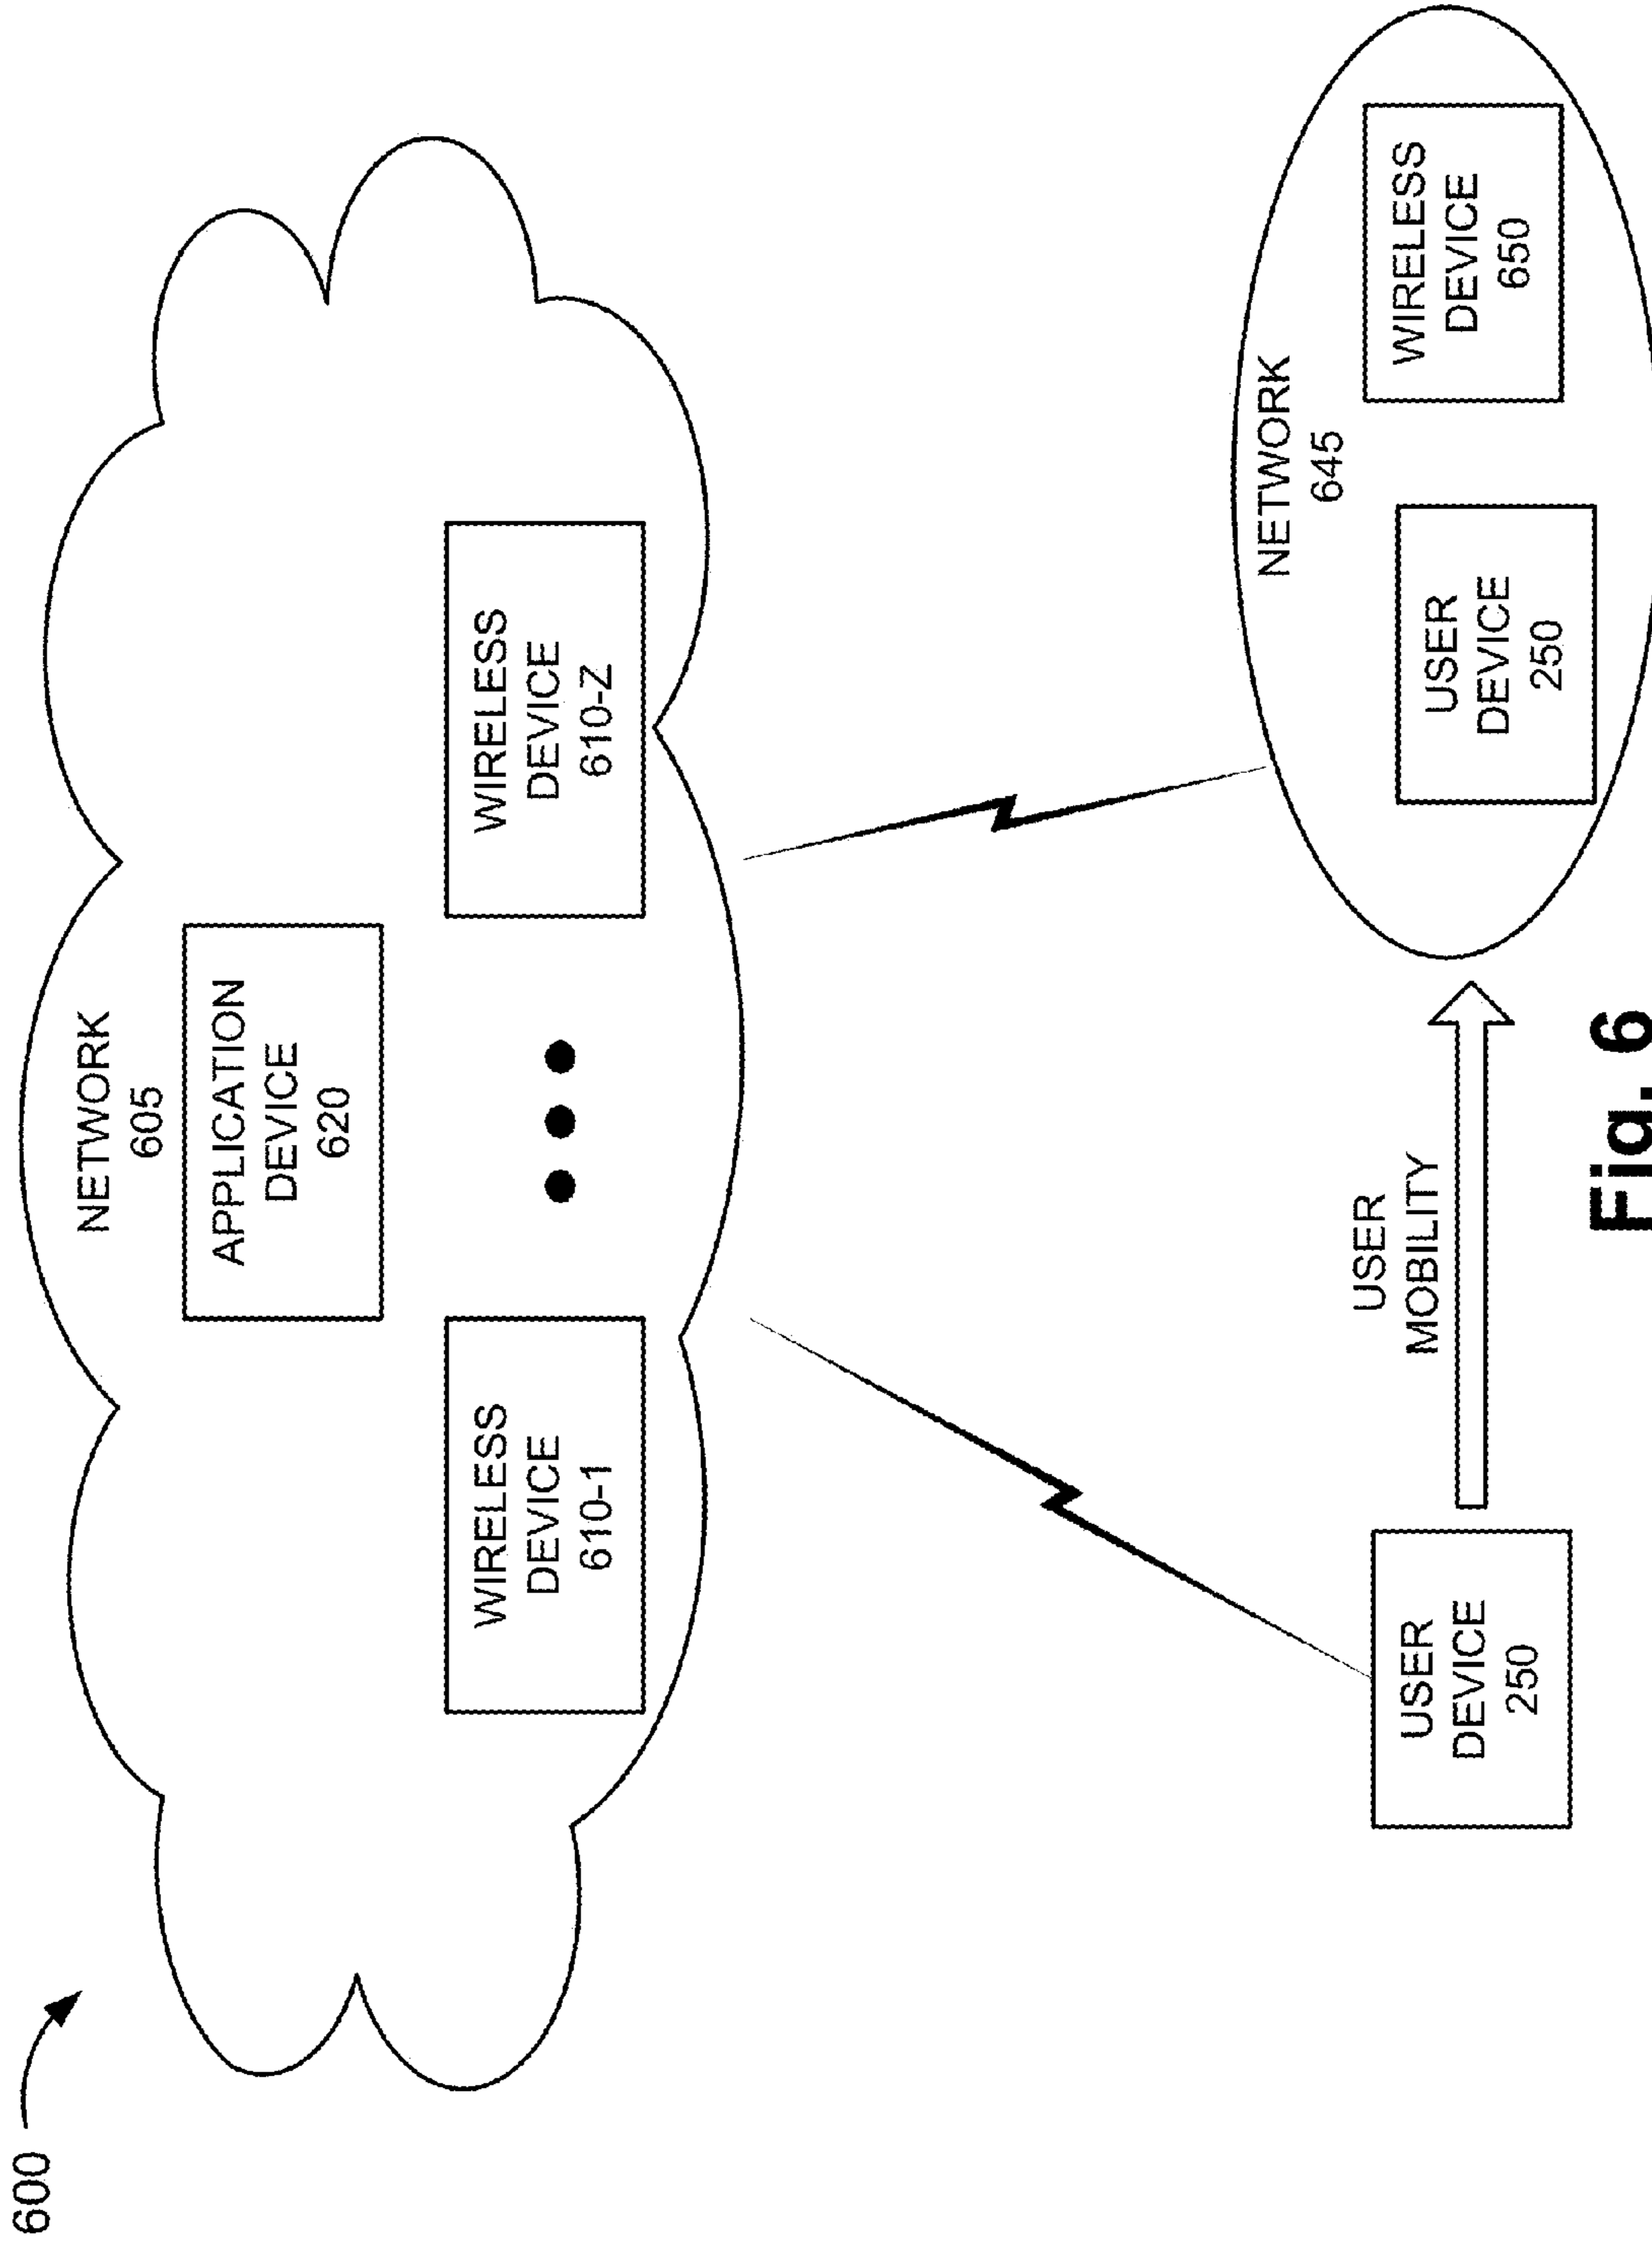 600
NETWORK
605
APPLICATION
DEVICE
620
WIRELESS
DEVICE
610-1
WIRELESS
DEVICE
610-Z
NETWORK
645
USER
DEVICE
250
USER
MOBILITY
USER
DEVICE
250
WIRELESS
DEVICE
650
Fig. 6